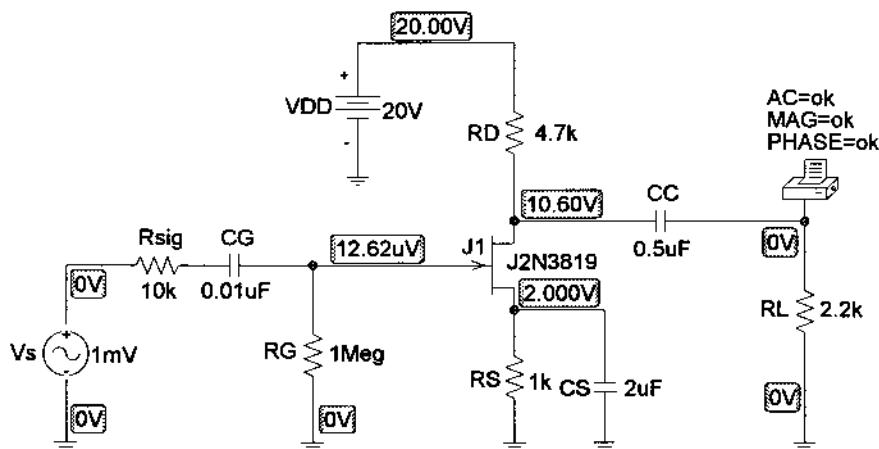 20.00V
+
VDD
20V
-
RD
4.7k
AC=ok
MAG=ok
PHASE=ok
10.60V
CC
0.5uF
0V
Rsig
10k
CG
0.01uF
12.62uV
J1
J2N3819
2.000V
0V
Vs
+
-
1mV
RG
1Meg
RS
1k
CS
2uF
RL
2.2k
0V
0V
0V